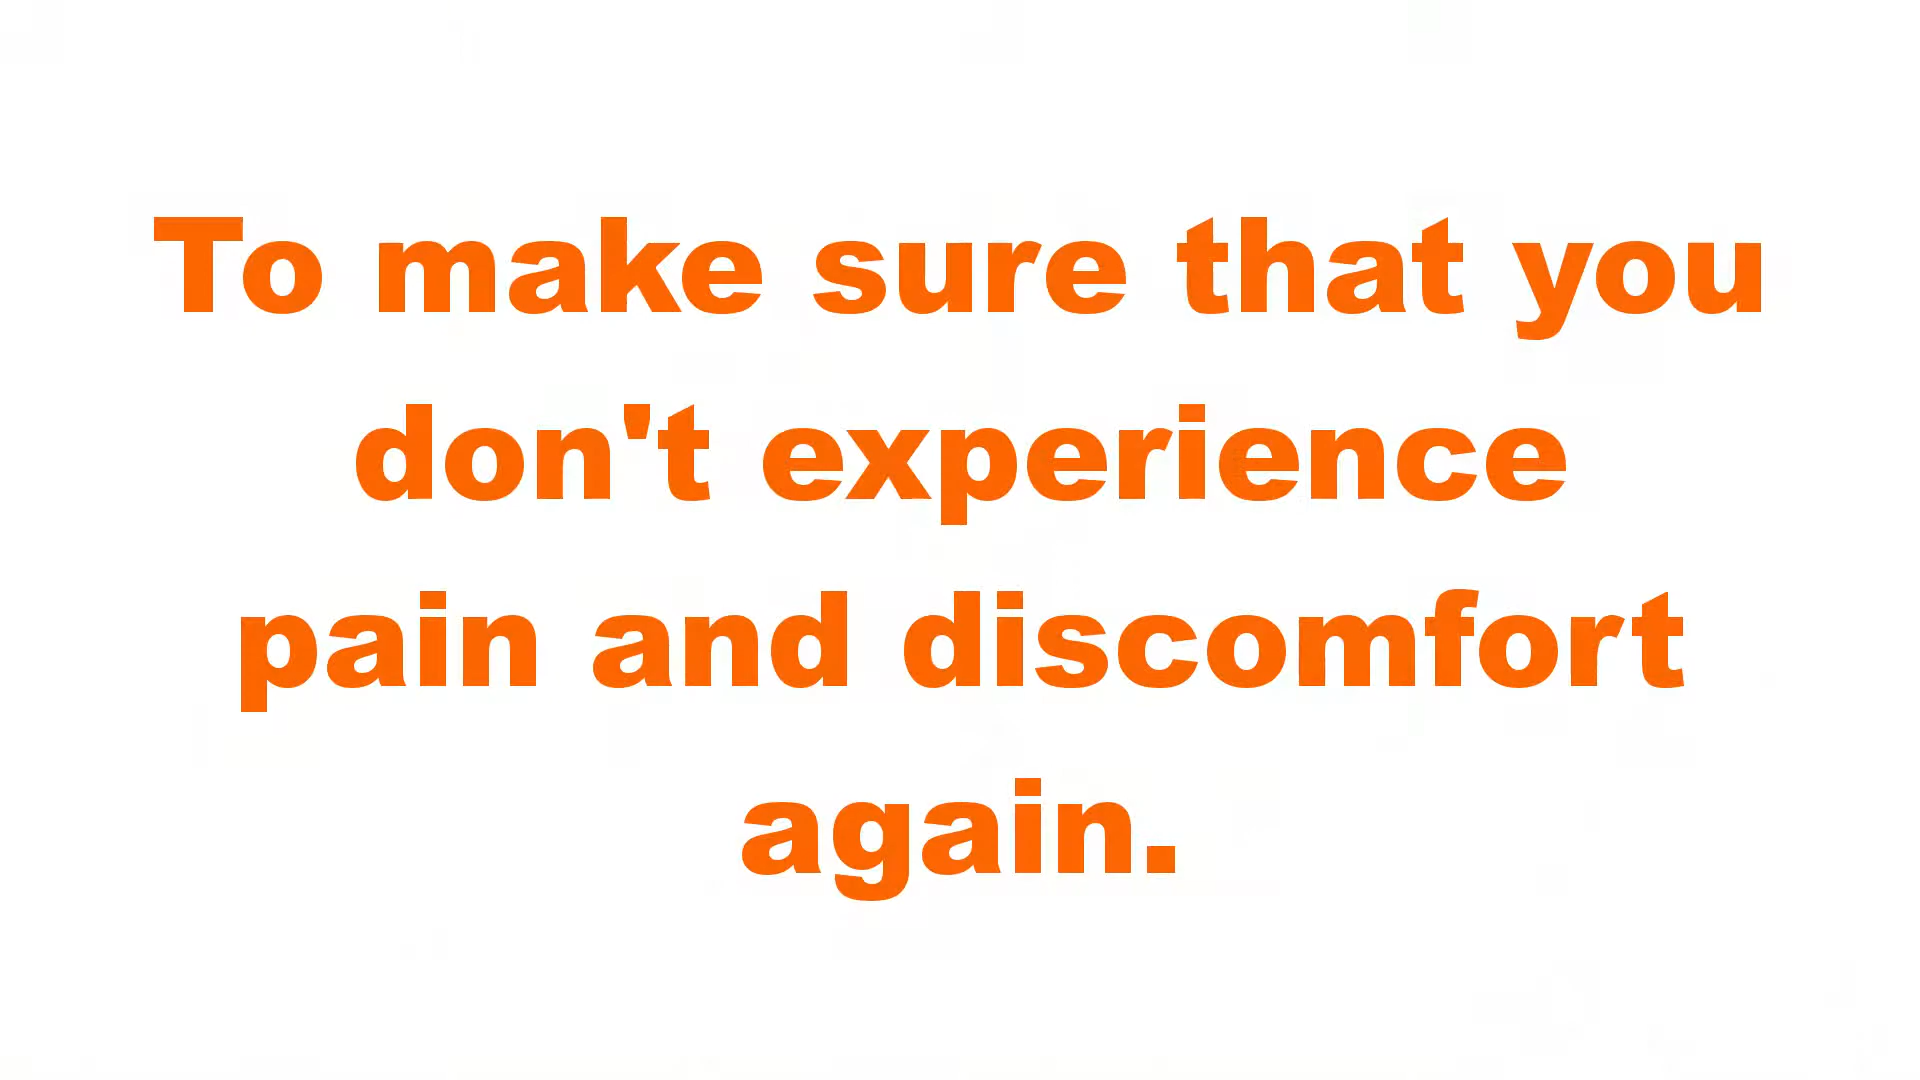 To make sure that you
don't experience
pain and discomfort
again.